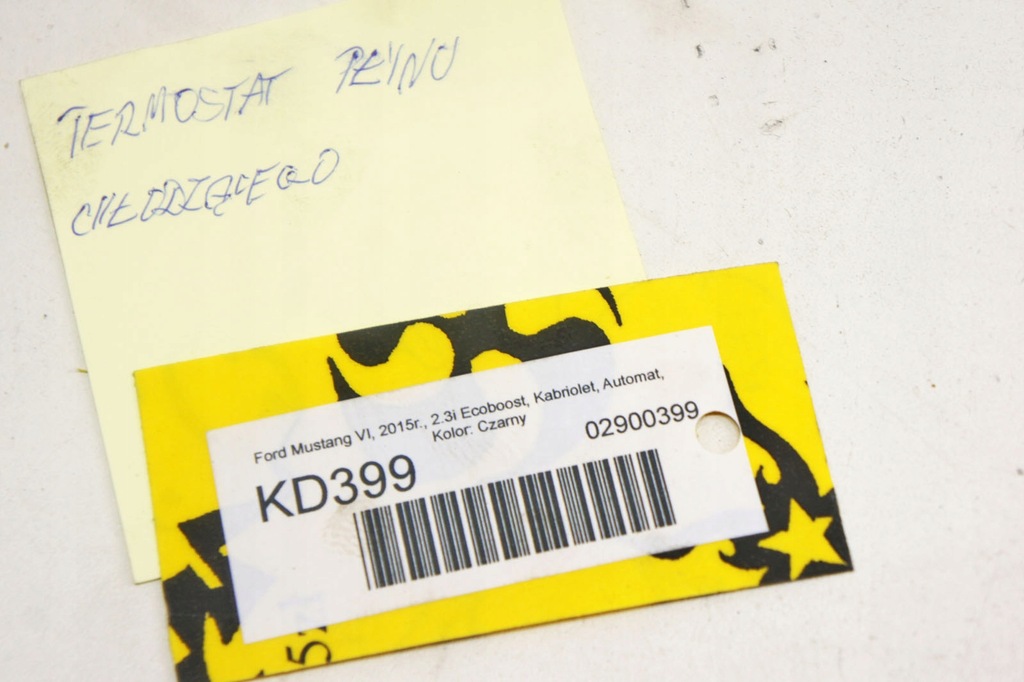 TERMOSTAT PŁYNU
CHŁODZĄCEGO
Ford Mustang VI, 2015r., 2.3i Ecoboost, Kabriolet, Automat,
Kolor: Czarny
02900399
KD399